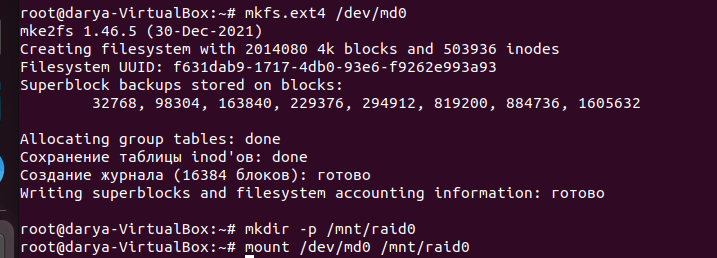 root@darya-VirtualBox:~# mkfs.ext4 /dev/md0
mke2fs 1.46.5 (30-Dec-2021)
Creating filesystem with 2014080 4k blocks and 503936 inodes
Filesystem UUID: f631dab9-1717-4db0-93e6-f9262e993a93
Superblock backups stored on blocks:
32768, 98304, 163840, 229376, 294912, 819200, 884736, 1605632
Allocating group tables: done
Сохранение таблицы inod'ов: done
Создание журнала (16384 блоков): готово
Writing superblocks and filesystem accounting information: готово
root@darya-VirtualBox:~# mkdir -p /mnt/raid0
root@darya-VirtualBox:~# mount /dev/md0 /mnt/raid0